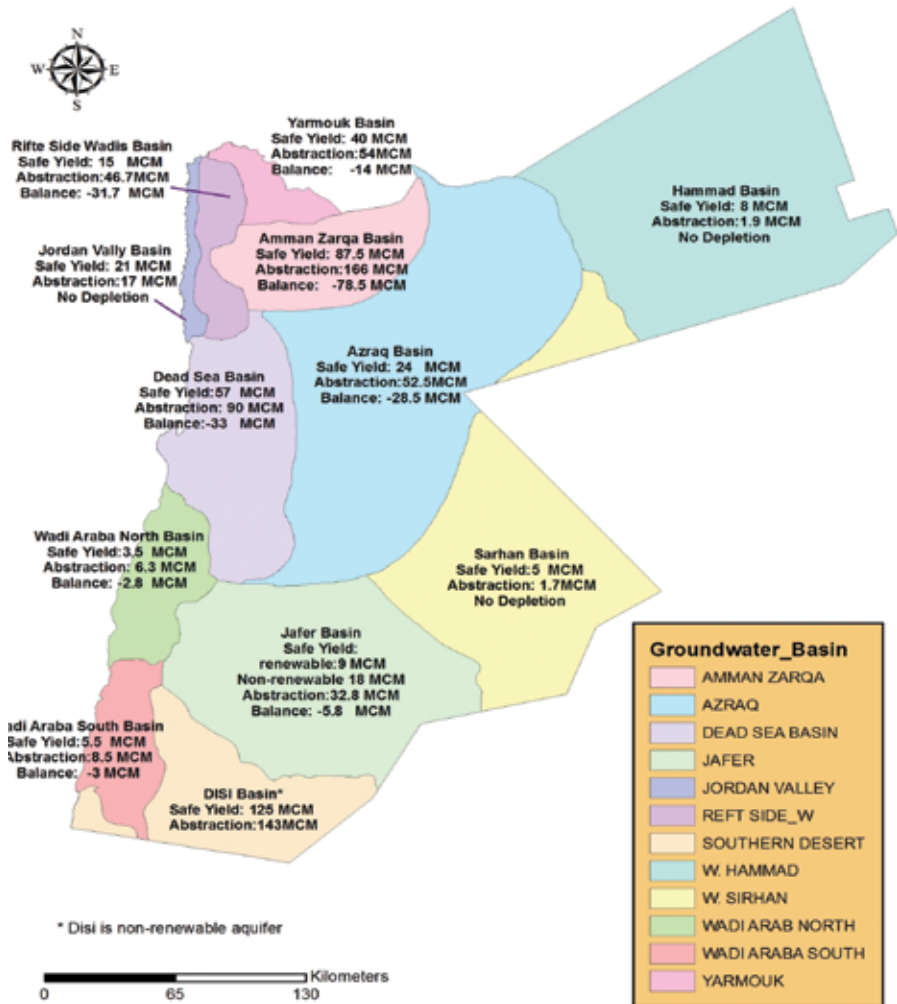 N
W E
S
Yarmouk Basin
Safe Yield: 40 MCM
Abstraction:54MCM
Balance: -14 MCM
Rifte Side Wadis Basin
Safe Yield: 15 MCM
Abstraction:46.7MCM
Balance: -31.7 MCM
Hammad Basin
Safe Yield: 8 MCM
Abstraction:1.9 MCM
No Depletion
Amman Zarqa Basin
Safe Yield: 87.5 MCM
Abstraction:166 MCM
Balance: -78.5 MCM
Jordan Vally Basin
Safe Yield: 21 MCM
Abstraction:17 MCM
No Depletion
Azraq Basin
Safe Yield: 24 MCM
Abstraction:52.5MCM
Balance: -28.5 MCM
Dead Sea Basin
Safe Yield:57 MCM
Abstraction: 90 MCM
Balance:-33 MCM
Wadi Araba North Basin
Safe Yield:3.5 MCM
Abstraction: 6.3 MCM
Balance: -2.8 MCM
Sarhan Basin
Safe Yield:5 MCM
Abstraction: 1.7MCM
No Depletion
Jafer Basin
Safe Yield:
renewable:9 MCM
Non-renewable 18 MCM
Abstraction:32.8 MCM
Balance: -5.8 MCM
adi Araba South Basin
Safe Yield:5.5 MCM
Abstraction:8.5 MCM
Balance: -3 MCM
DISI Basin*
Safe Yield: 125 MCM
Abstraction:143MCM
Groundwater_Basin
AMMAN ZARQA
AZRAQ
DEAD SEA BASIN
JAFER
JORDAN VALLEY
REFT SIDE_W
SOUTHERN DESERT
W. HAMMAD
W. SIRHAN
WADI ARAB NORTH
WADI ARABA SOUTH
YARMOUK
* Disi is non-renewable aquifer
Kilometers
0 65 130